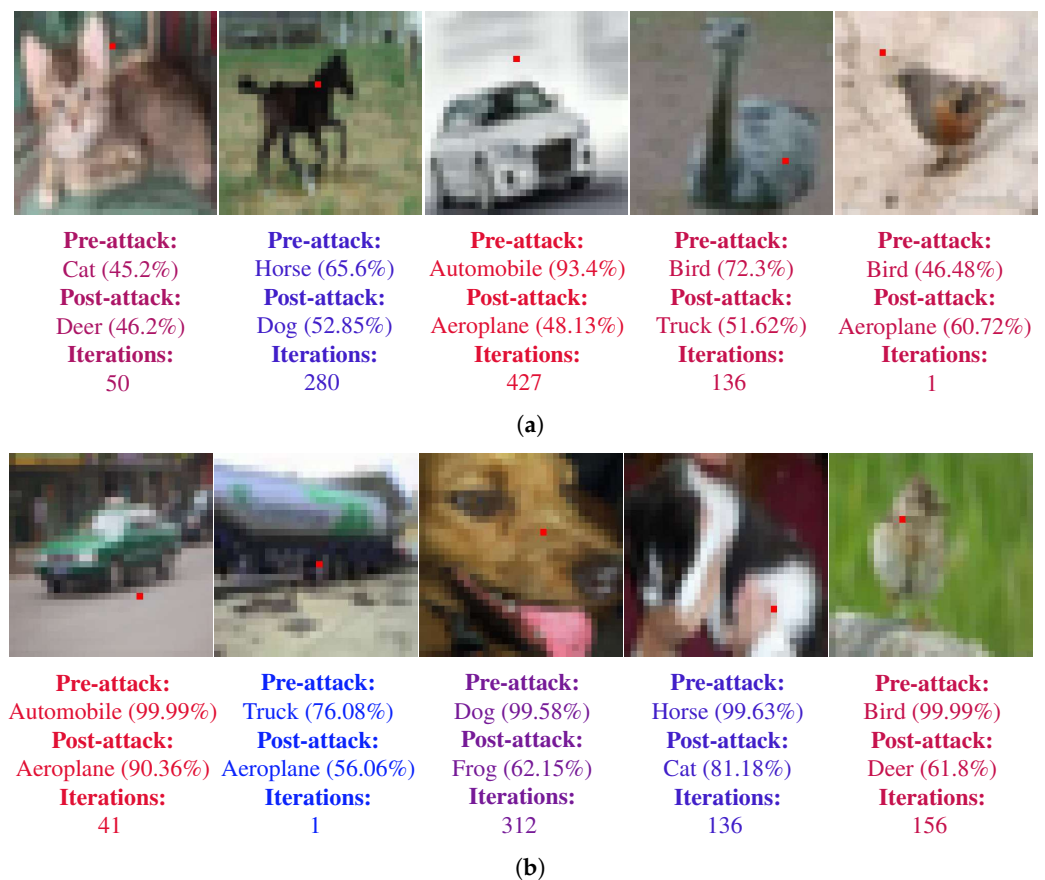 Pre-attack: Pre-attack: Pre-attack: Pre-attack: Pre-attack:
Cat (45.2%) Horse (65.6%) Automobile (93.4%) Bird (72.3%) Bird (46.48%)
Post-attack: Post-attack: Post-attack: Post-attack: Post-attack:
Deer (46.2%) Dog (52.85%) Aeroplane (48.13%) Truck (51.62%) Aeroplane (60.72%)
Iterations: Iterations: Iterations: Iterations: Iterations:
50 280 427 136 1
(a)
Pre-attack: Pre-attack: Pre-attack: Pre-attack: Pre-attack:
Automobile (99.99%) Truck (76.08%) Dog (99.58%) Horse (99.63%) Bird (99.99%)
Post-attack: Post-attack: Post-attack: Post-attack: Post-attack:
Aeroplane (90.36%) Aeroplane (56.06%) Frog (62.15%) Cat (81.18%) Deer (61.8%)
Iterations: Iterations: Iterations: Iterations: Iterations:
41 1 312 136 156
(b)